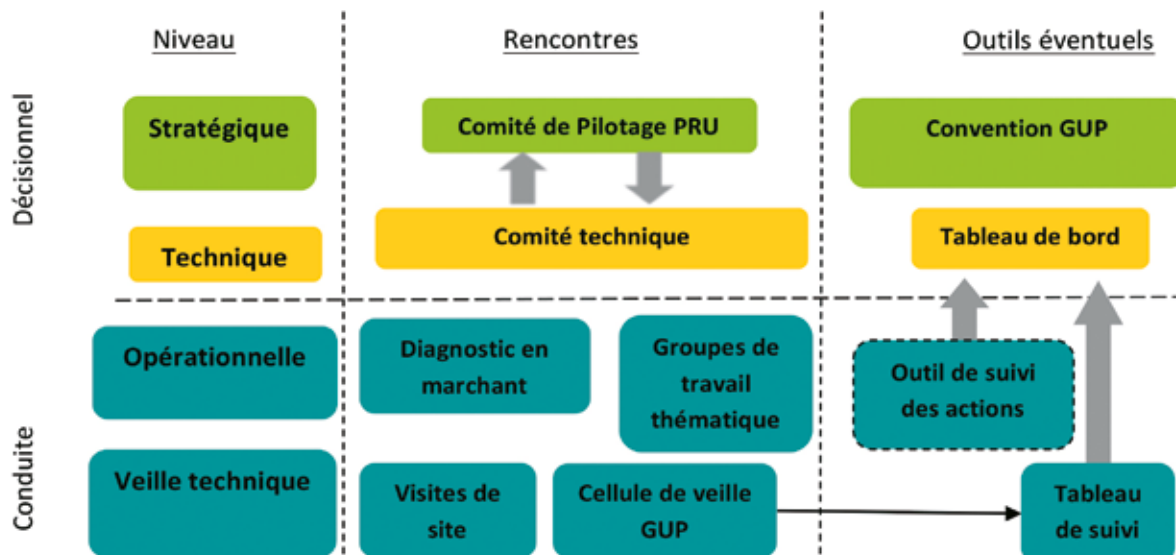 Niveau
Rencontres
Outils éventuels
Décisionnel
Stratégique
Comité de Pilotage PRU
Convention GUP
Technique
Comité technique
Tableau de bord
Conduite
Opérationnelle
Diagnostic en
marchant
Groupes de
travail
thématique
Outil de suivi
des actions
Veille technique
Visites de
site
Cellule de veille
GUP
Tableau
de suivi